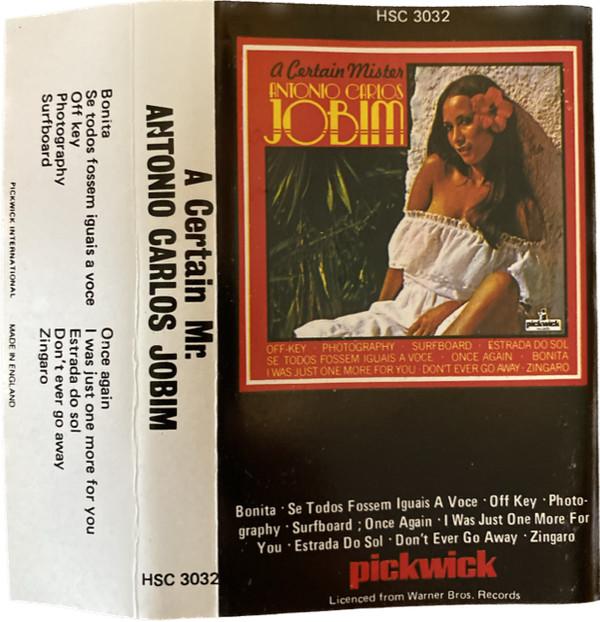 Bonita
Se todos fossem iguais a voce
Off key
Photography
Surfboard
Once again
I was just one more for you
Estrada do sol
Don't ever go away
Zingaro
PICKWICK INTERNATIONAL MADE IN ENGLAND
A Certain Mr.
ANTONIO CARLOS JOBIM
HSC 3032
HSC 3032
A Certain Mister
ANTONIO CARLOS
JOBIM
pickwick
OFF-KEY · PHOTOGRAPHY · SURFBOARD · ESTRADA DO SOL
SE TODOS FOSSEM IGUAIS A VOCE · ONCE AGAIN · BONITA
I WAS JUST ONE MORE FOR YOU · DON'T EVER GO AWAY · ZINGARO
Bonita · Se Todos Fossem Iguais A Voce · Off Key · Photo-
graphy · Surfboard ; Once Again · I Was Just One More For
You · Estrada Do Sol · Don't Ever Go Away · Zingaro
pickwick
Licenced from Warner Bros. Records